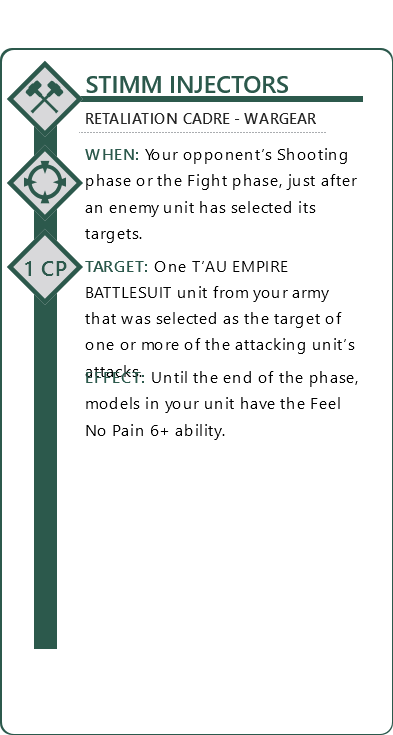 STIMM INJECTORS
RETALIATION CADRE - WARGEAR
WHEN: Your opponent's Shooting
phase or the Fight phase, just after
an enemy unit has selected its
targets.
1 CP
TARGET: One T'AU EMPIRE
BATTLESUIT unit from your army
that was selected as the target of
one or more of the attacking unit's
attacks.
EFFECT: Until the end of the phase,
models in your unit have the Feel
No Pain 6+ ability.